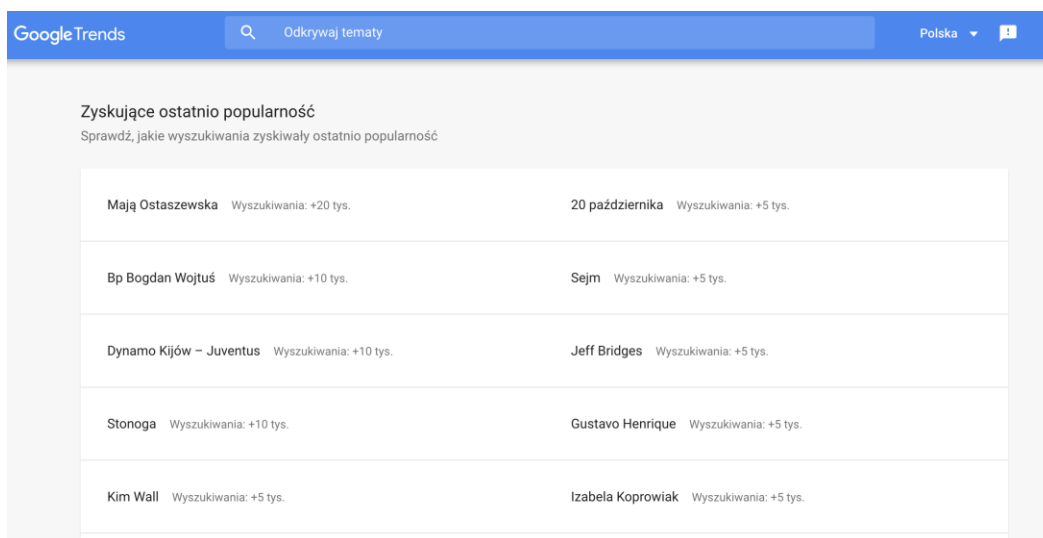 Google Trends
Odkrywaj tematy
Polska
Zyskujące ostatnio popularność
Sprawdź, jakie wyszukiwania zyskiwały ostatnio popularność
Mają Ostaszewska Wyszukiwania: +20 tys.
20 października Wyszukiwania: +5 tys.
Bp Bogdan Wojtuś Wyszukiwania: +10 tys.
Sejm Wyszukiwania: +5 tys.
Dynamo Kijów – Juventus Wyszukiwania: +10 tys.
Jeff Bridges Wyszukiwania: +5 tys.
Stonoga Wyszukiwania: +10 tys.
Gustavo Henrique Wyszukiwania: +5 tys.
Kim Wall Wyszukiwania: +5 tys.
Izabela Koprowiak Wyszukiwania: +5 tys.